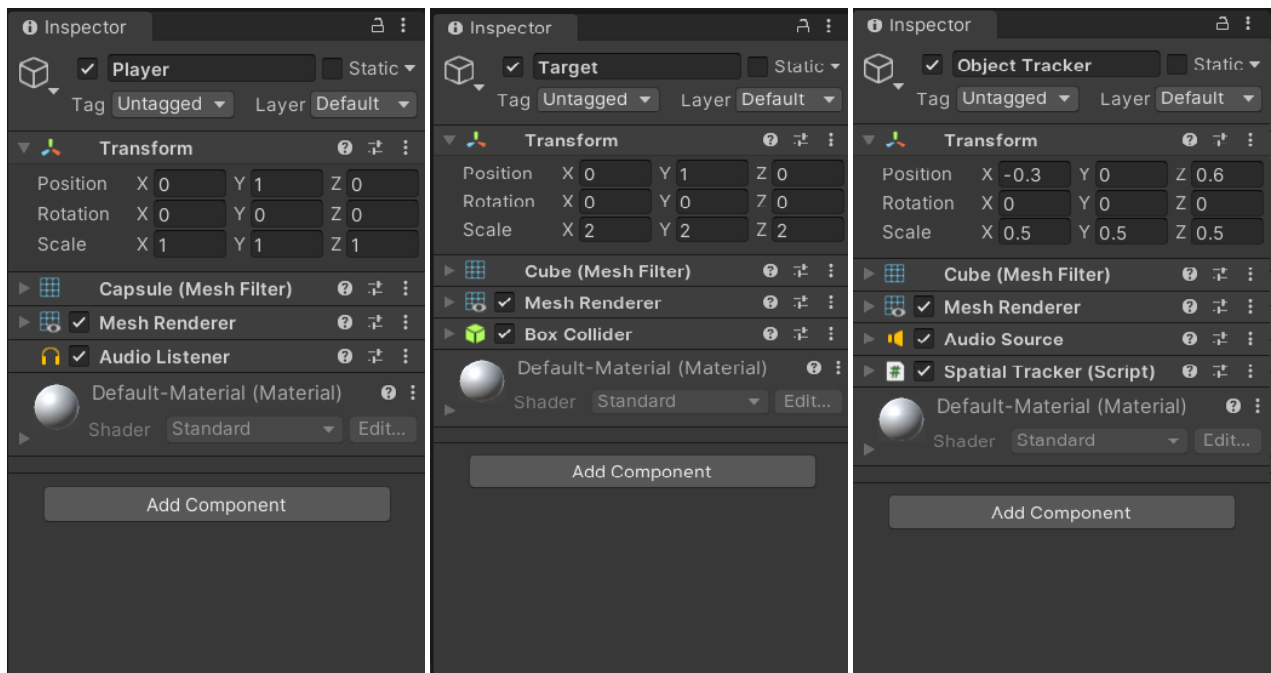 Inspector
Player Static
Tag Untagged Layer Default
Transform
Position X 0 Y 1 Z 0
Rotation X 0 Y 0 Z 0
Scale X 1 Y 1 Z 1
Capsule (Mesh Filter)
Mesh Renderer
Audio Listener
Default-Material (Material)
Shader Standard Edit...
Add Component
Inspector
Target Static
Tag Untagged Layer Default
Transform
Position X 0 Y 1 Z 0
Rotation X 0 Y 0 Z 0
Scale X 2 Y 2 Z 2
Cube (Mesh Filter)
Mesh Renderer
Box Collider
Default-Material (Material)
Shader Standard Edit...
Add Component
Inspector
Object Tracker Static
Tag Untagged Layer Default
Transform
Position X -0.3 Y 0 Z 0.6
Rotation X 0 Y 0 Z 0
Scale X 0.5 Y 0.5 Z 0.5
Cube (Mesh Filter)
Mesh Renderer
Audio Source
# Spatial Tracker (Script)
Default-Material (Material)
Shader Standard Edit...
Add Component